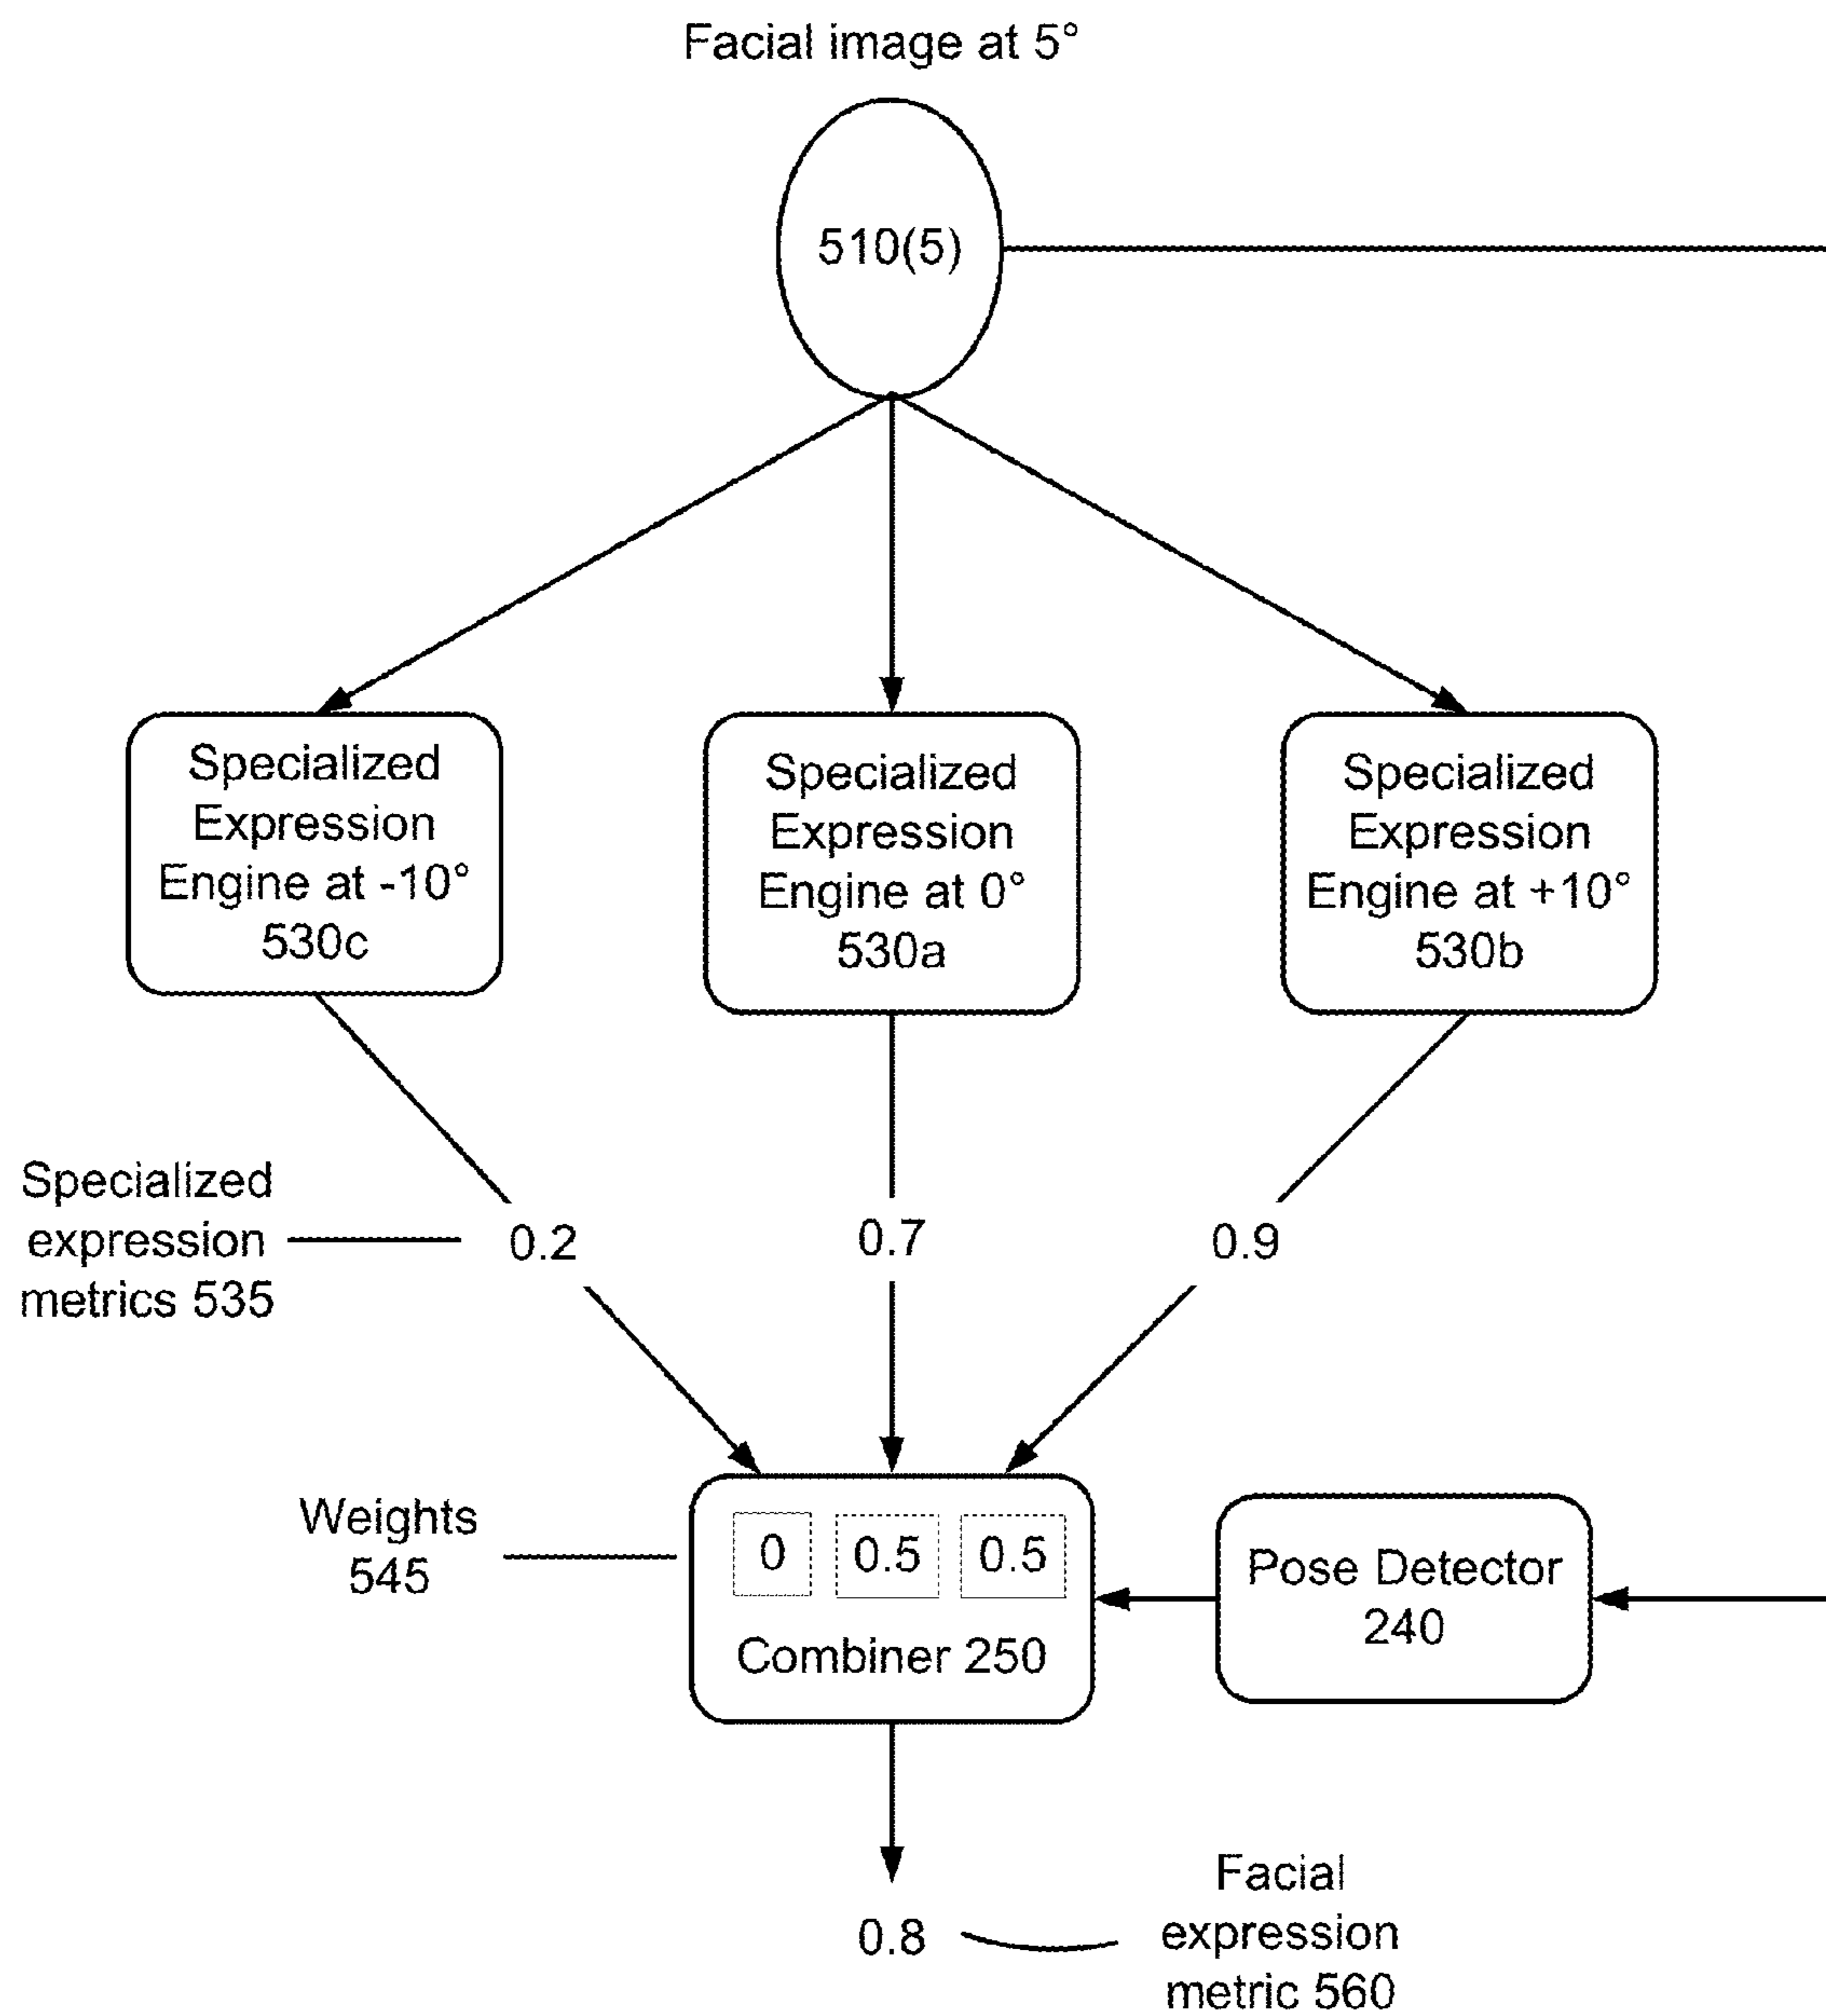 Facial image at 5°
510(5)
Specialized
Expression
Engine at -10°
530c
Specialized
Expression
Engine at 0°
530a
Specialized
Expression
Engine at +10°
530b
Specialized
expression
metrics 535
0.2
0.7
0.9
Weights
545
0
0.5
0.5
Combiner 250
Pose Detector
240
0.8
Facial
expression
metric 560